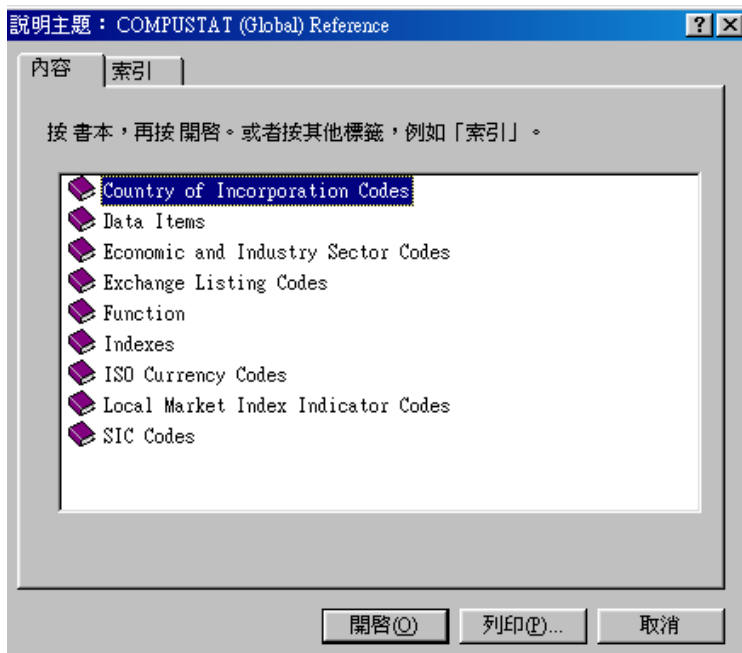 說明主題： COMPUSTAT (Global) Reference
內容 索引
按 書本，再按 開啓。或者按其他標籤，例如「索引」。
Country of Incorporation Codes
Data Items
Economic and Industry Sector Codes
Exchange Listing Codes
Function
Indexes
ISO Currency Codes
Local Market Index Indicator Codes
SIC Codes
開啓(O) 列印(P)... 取消